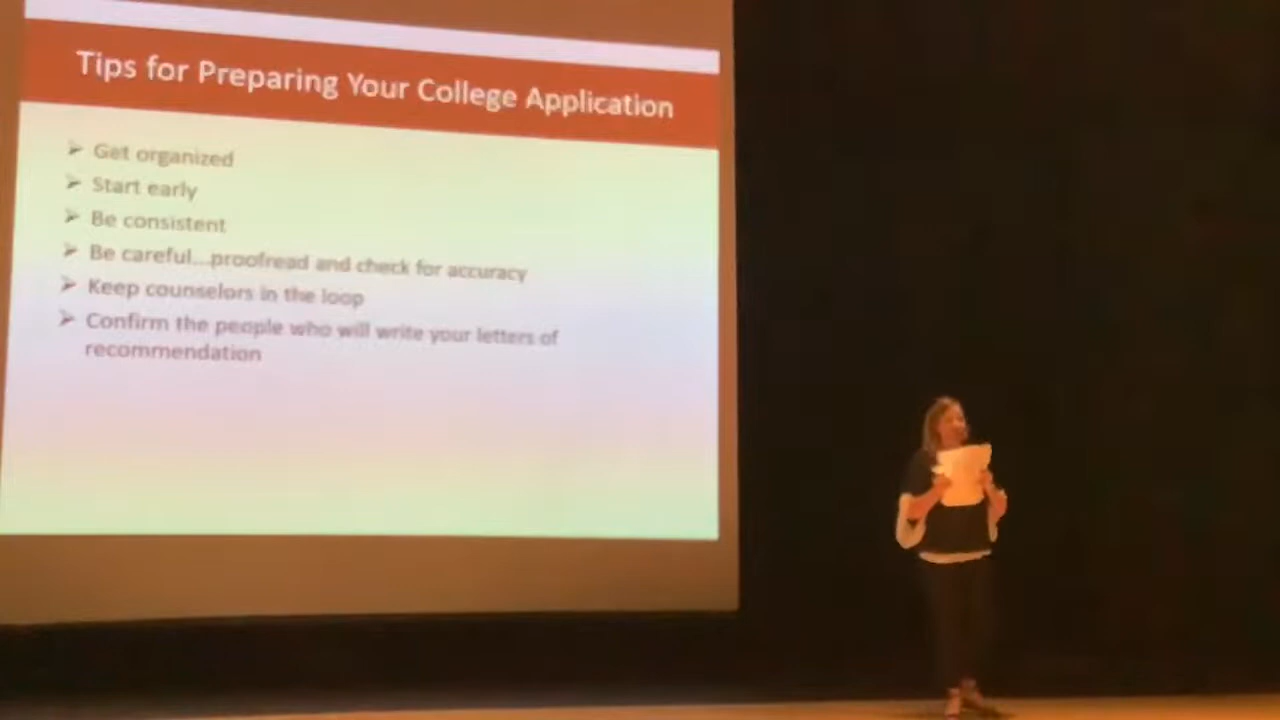 Tips for Preparing Your College Application
Get organized
Start early
Be consistent
Be careful...proofread and check for accuracy
Keep counselors in the loop
Confirm the people who will write your letters of
recommendation